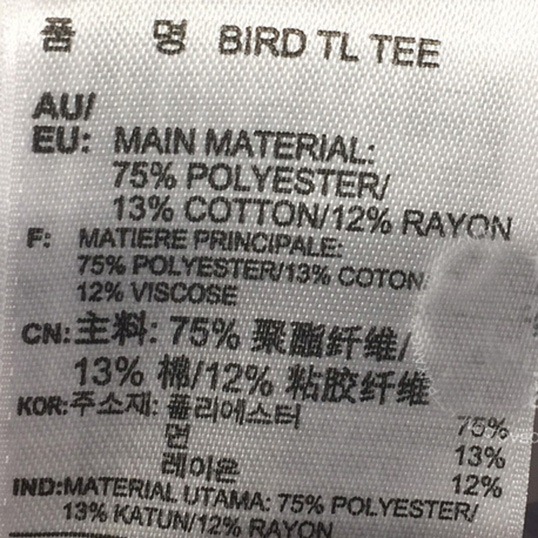 품 명 BIRD TL TEE
AU/
EU: MAIN MATERIAL:
75% POLYESTER/
13% COTTON/12% RAYON
F: MATIERE PRINCIPALE:
75% POLYESTER/13% COTON
12% VISCOSE
CN:主料: 75% 聚酯纤维/
13% 棉/12% 粘胶纤维
KOR:주소재: 폴리에스터 75%
면 13%
레이온 12%
IND:MATERIAL UTAMA: 75% POLYESTER/
13% KATUN/12% RAYON